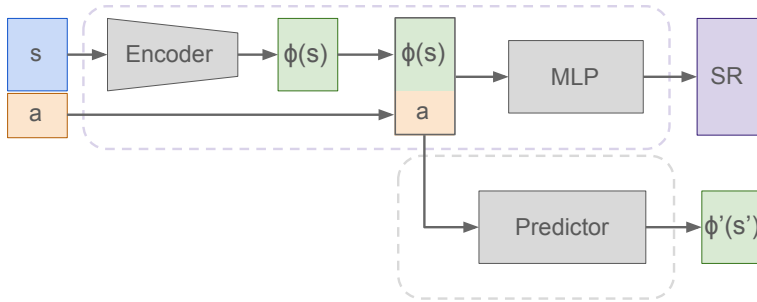 s
Encoder
ϕ(s)
ϕ(s)
MLP
SR
a
a
Predictor
ϕ’(s’)